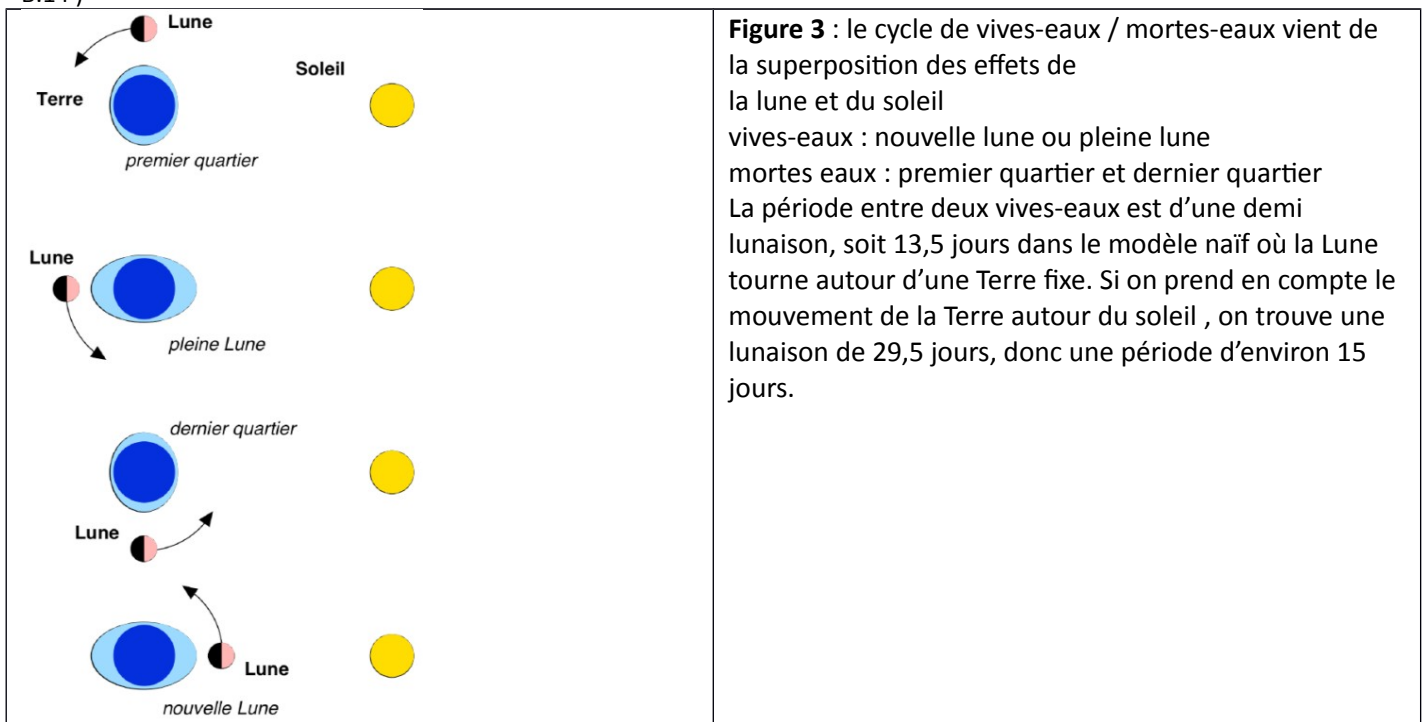 Lune
Soleil
Terre
premier quartier
Lune
pleine Lune
dernier quartier
Lune
Lune
nouvelle Lune
Figure 3 : le cycle de vives-eaux / mortes-eaux vient de
la superposition des effets de
la lune et du soleil
vives-eaux : nouvelle lune ou pleine lune
mortes eaux : premier quartier et dernier quartier
La période entre deux vives-eaux est d’une demi
lunaison, soit 13,5 jours dans le modèle naïf où la Lune
tourne autour d’une Terre fixe. Si on prend en compte le
mouvement de la Terre autour du soleil , on trouve une
lunaison de 29,5 jours, donc une période d’environ 15
jours.